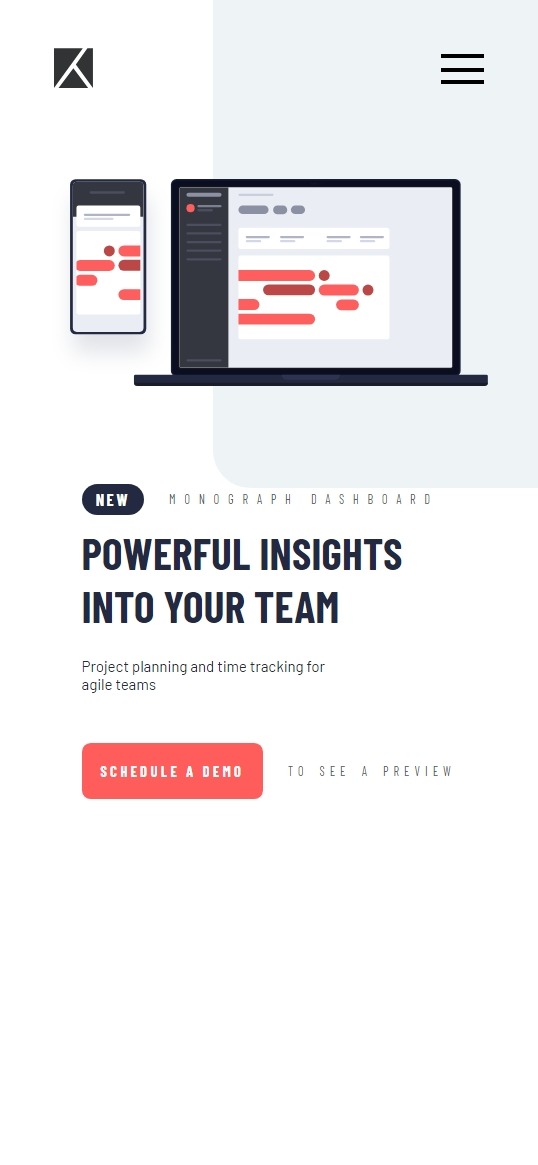 NEW MONOGRAPH DASHBOARD
POWERFUL INSIGHTS
INTO YOUR TEAM
Project planning and time tracking for
agile teams
SCHEDULE A DEMO TO SEE A PREVIEW